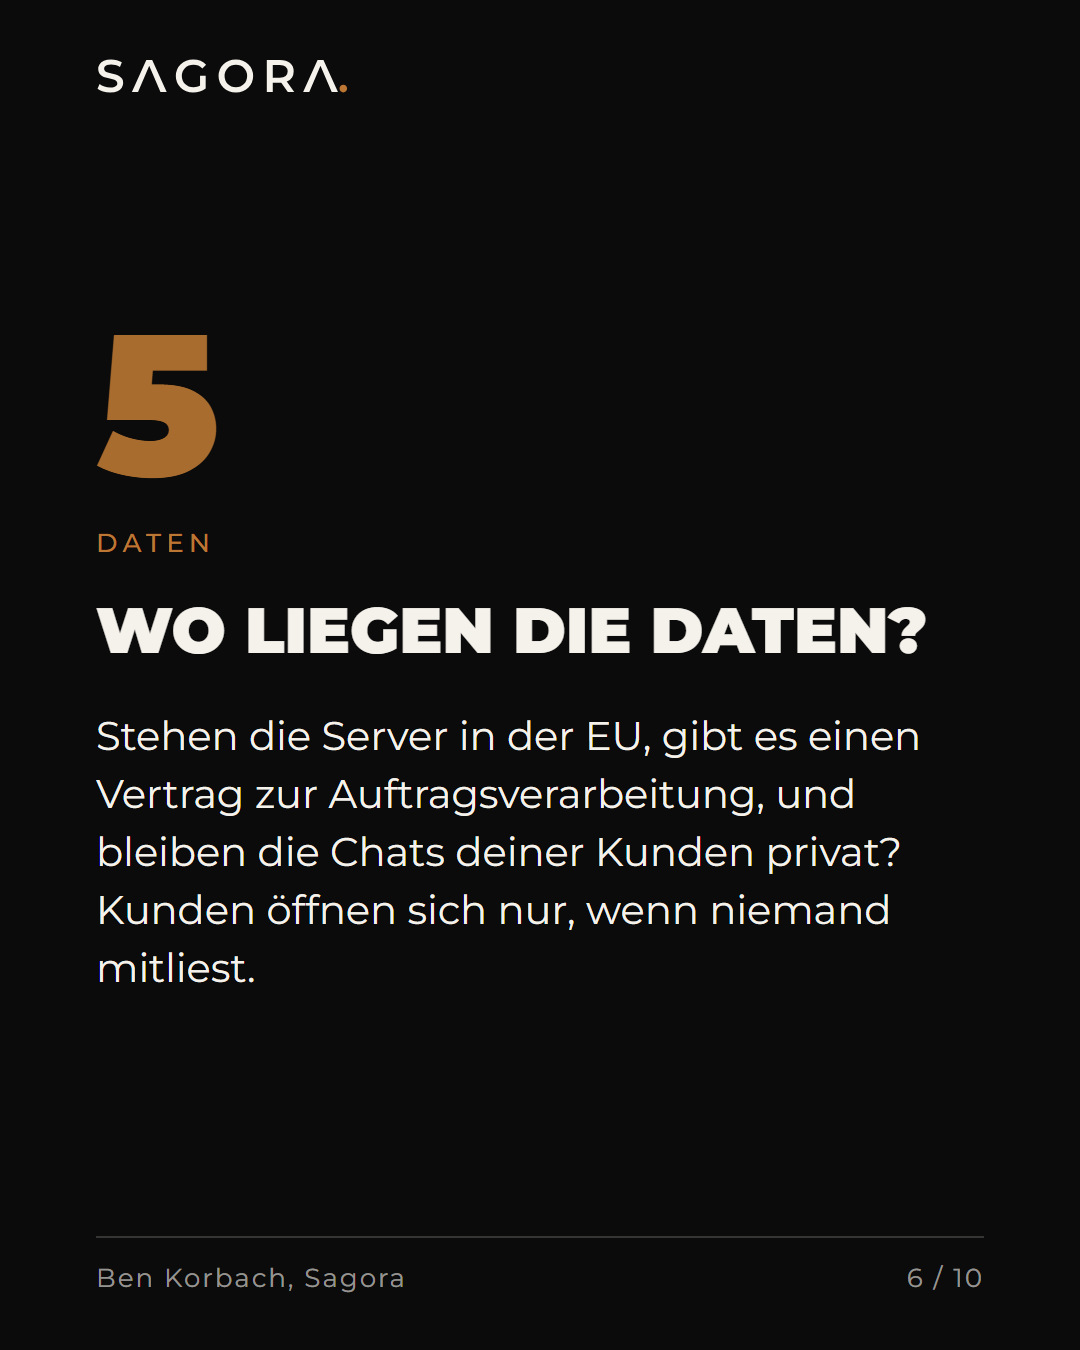 SAGORA.
5
DATEN
WO LIEGEN DIE DATEN?
Stehen die Server in der EU, gibt es einen
Vertrag zur Auftragsverarbeitung, und
bleiben die Chats deiner Kunden privat?
Kunden öffnen sich nur, wenn niemand
mitliest.
Ben Korbach, Sagora
6 / 10